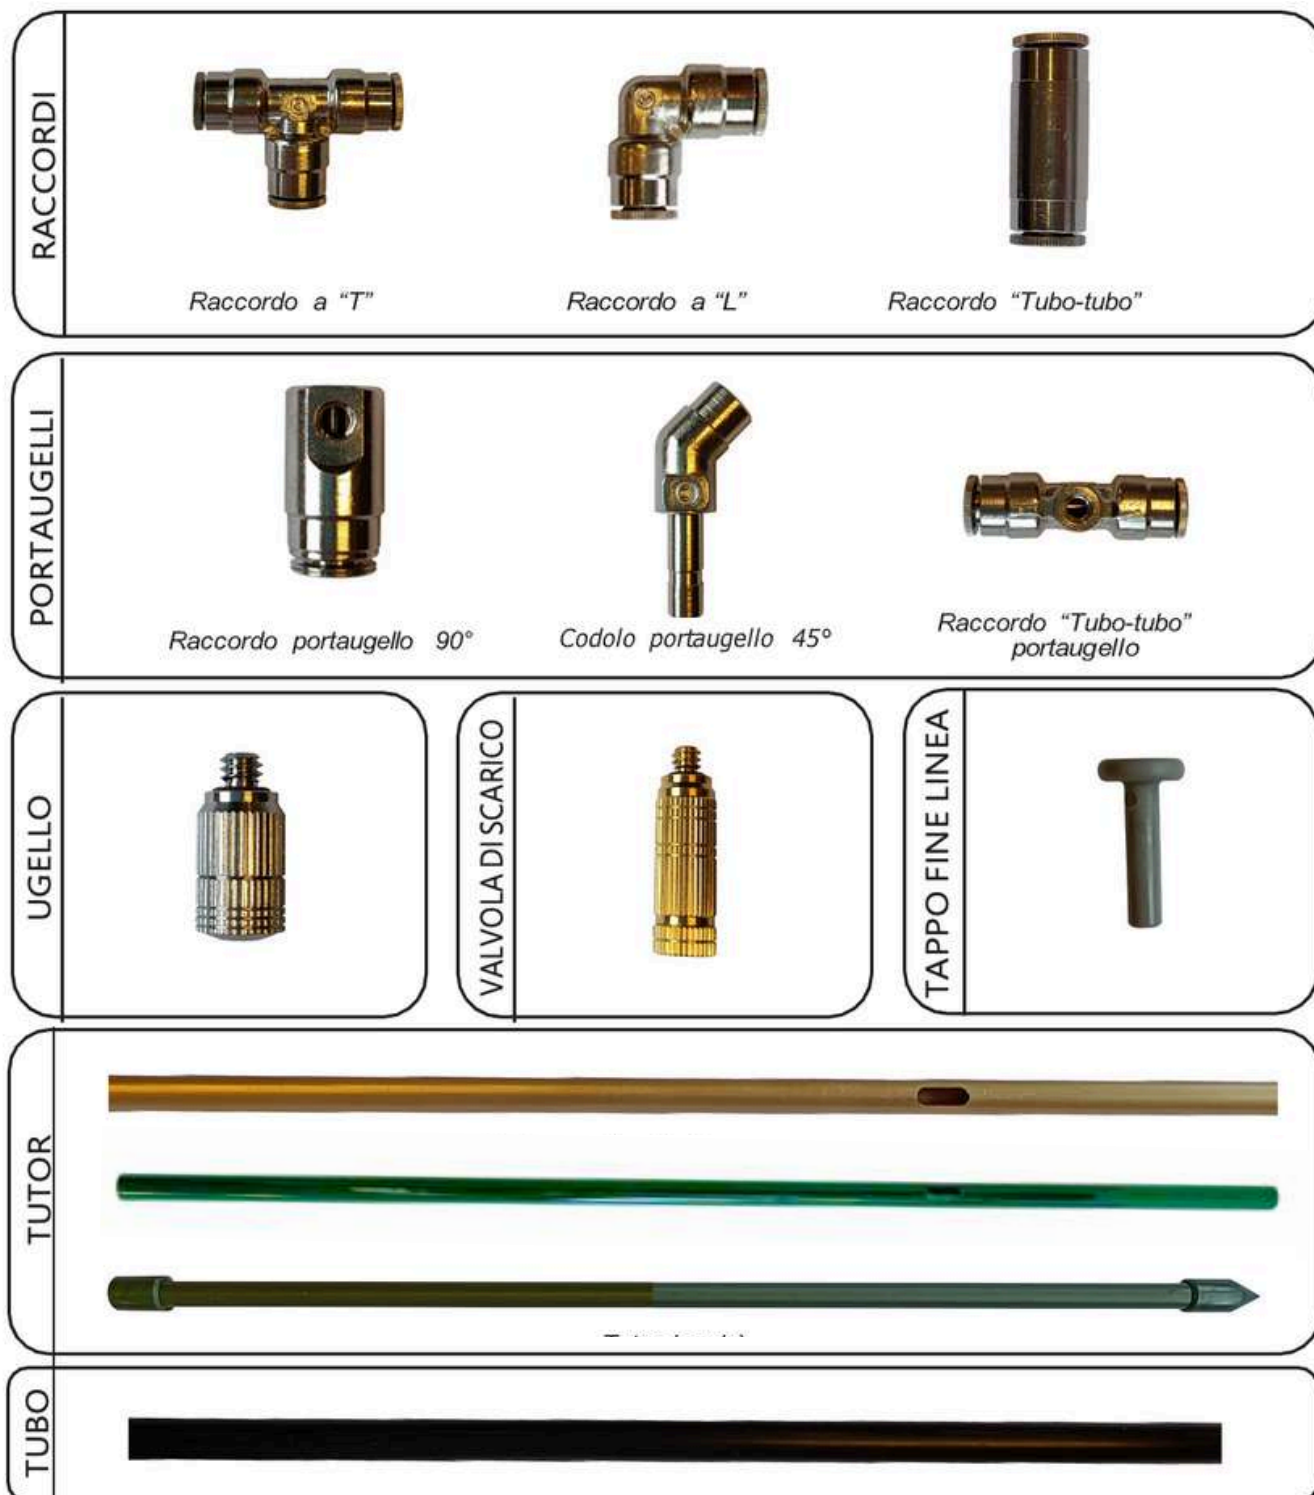 RACCORDI
Raccordo a “T”
Raccordo a “L”
Raccordo “Tubo-tubo”
PORTAUGELLI
Raccordo portaugello 90°
Codolo portaugello 45º
Raccordo “Tubo-tubo”
portaugello
UGELLO
VALVOLA DI SCARICO
TAPPO FINE LINEA
TUTOR
TUBO